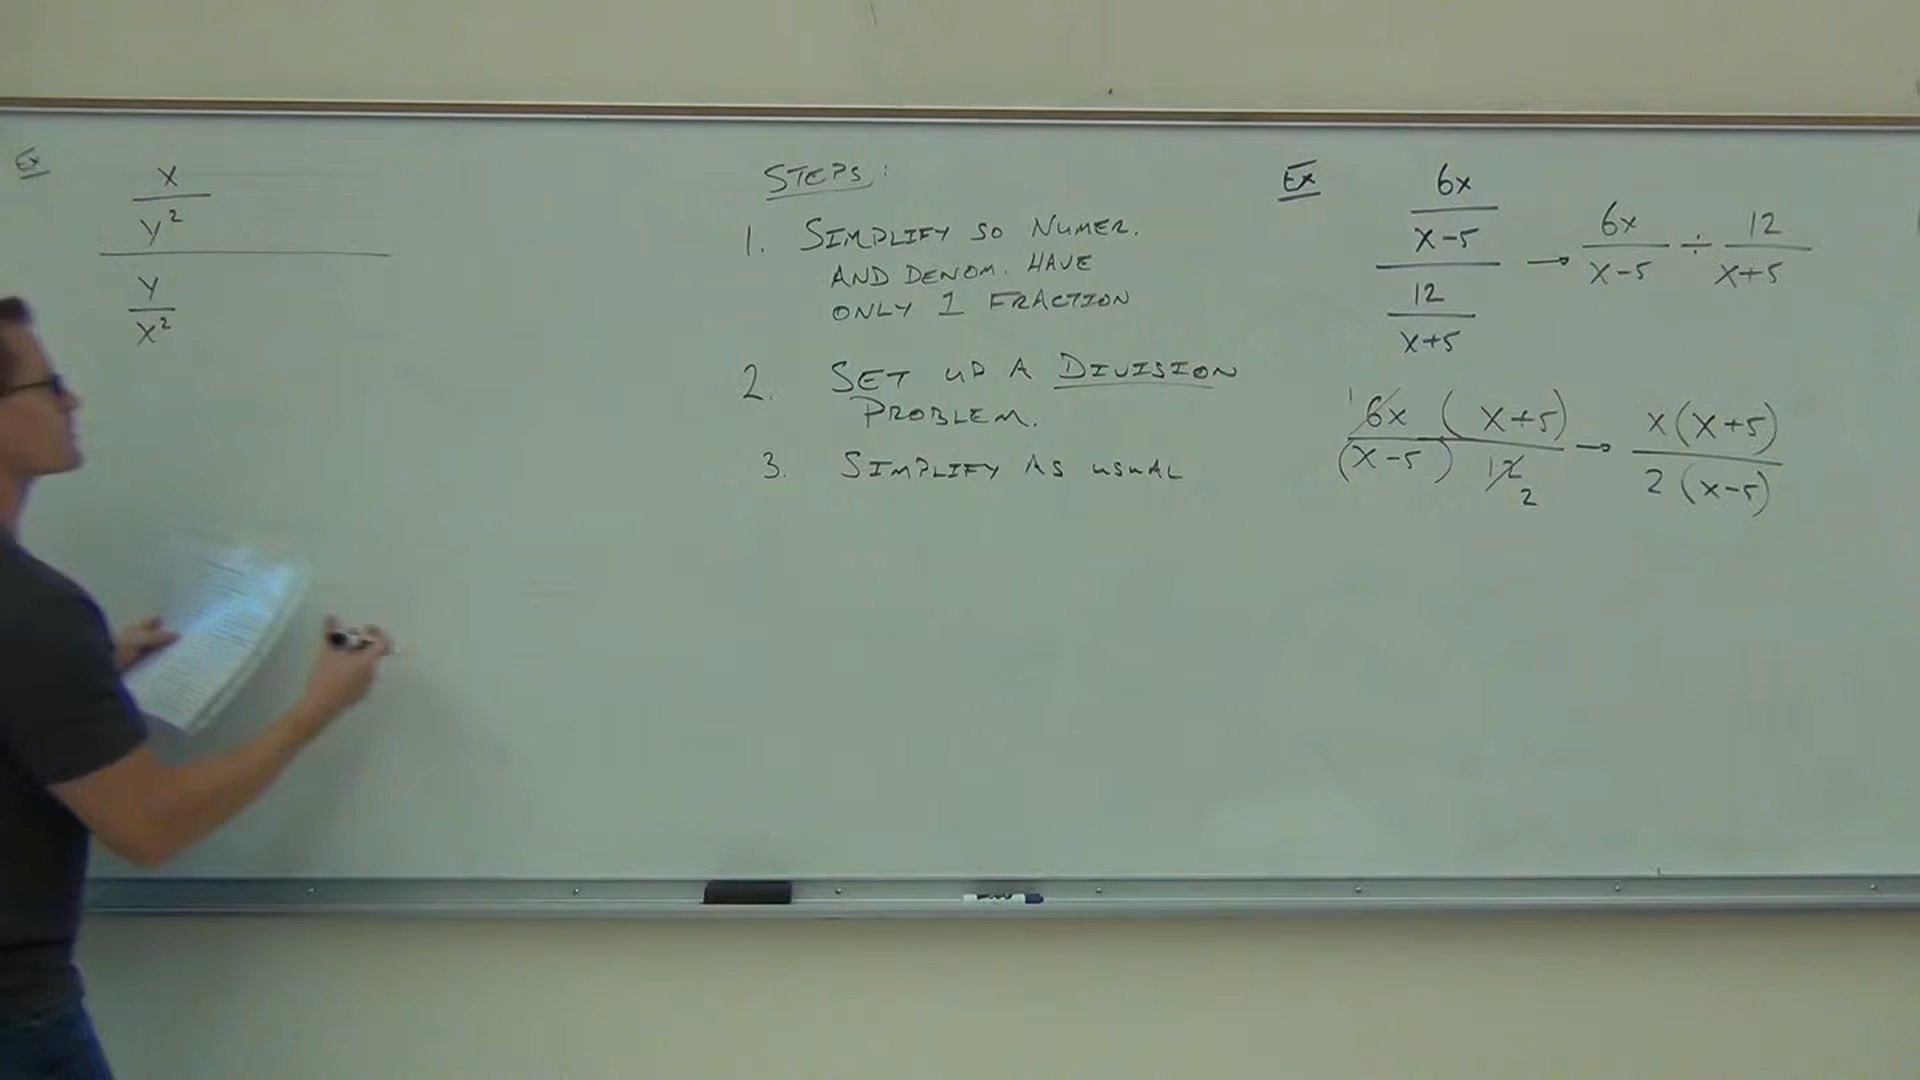 Ex
x
y²
y
x²
STEPS:
1. SIMPLIFY SO NUMER.
AND DENOM. HAVE
ONLY 1 FRACTION
2. SET UP A DIVISION
PROBLEM.
3. SIMPLIFY AS USUAL
Ex
6x
x-5
12
x+5
→ 6x ÷ 12
x-5 x+5
1 6x (x+5) → x(x+5)
(x-5) 12 2(x-5)
2